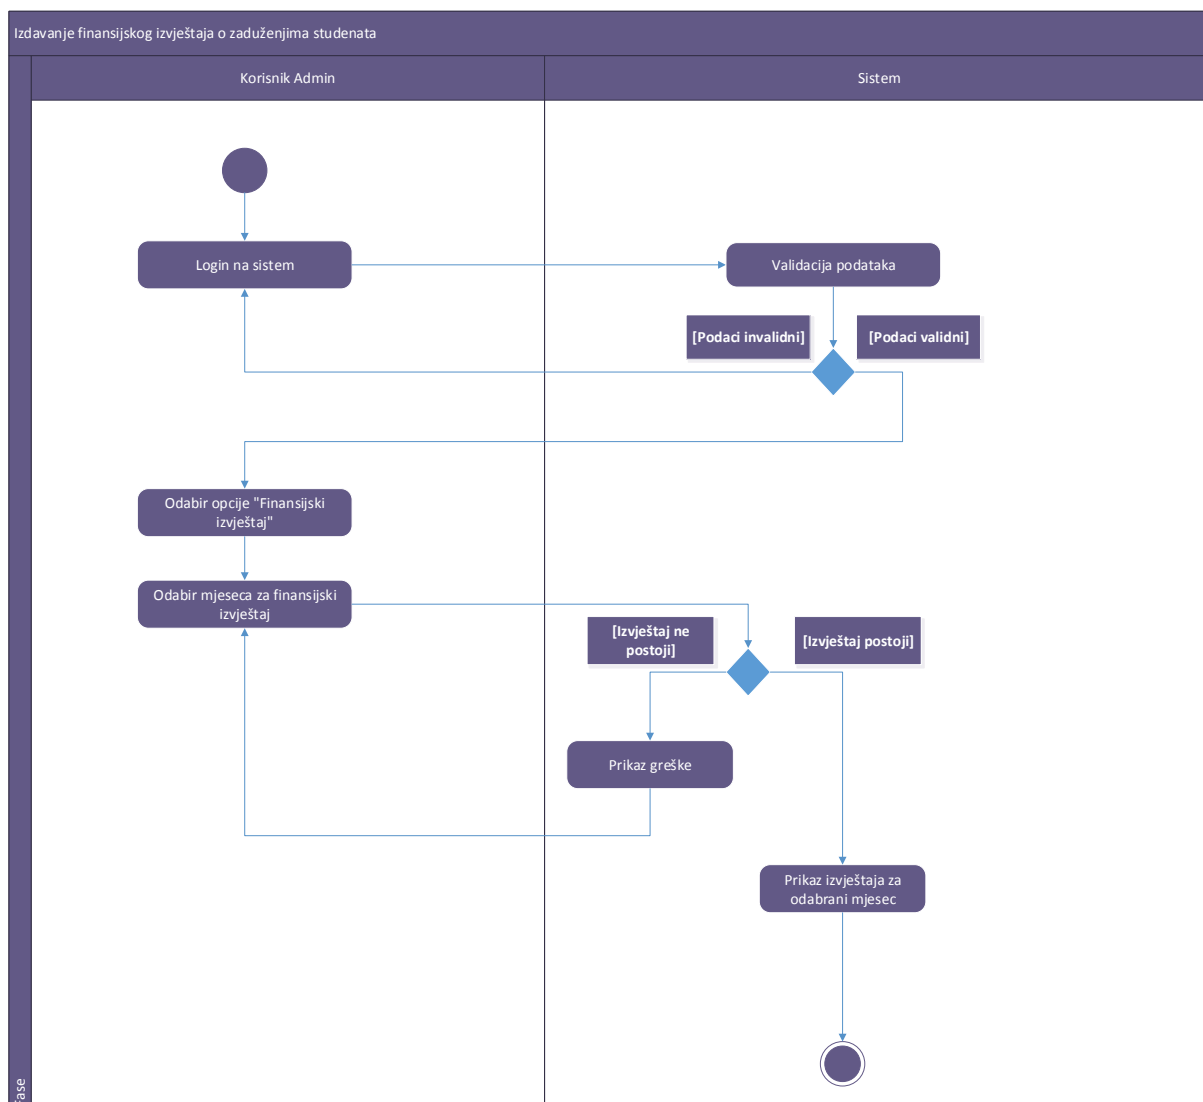 Izdavanje finansijskog izvještaja o zaduženjima studenata
Korisnik Admin
Sistem
Login na sistem
Validacija podataka
[Podaci invalidni]
[Podaci validni]
Odabir opcije "Finansijski
izvještaj"
Odabir mjeseca za finansijski
izvještaj
[Izvještaj ne
postoji]
[Izvještaj postoji]
Prikaz greške
Prikaz izvještaja za
odabrani mjesec